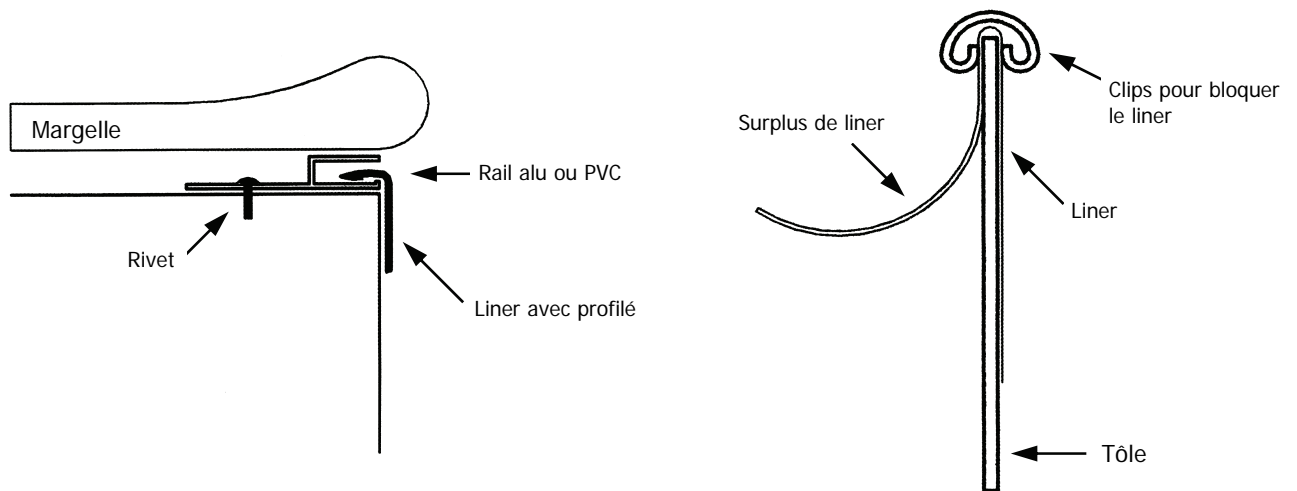 Margelle
Rail alu ou PVC
Rivet
Liner avec profilé
Clips pour bloquer
le liner
Surplus de liner
Liner
Tôle